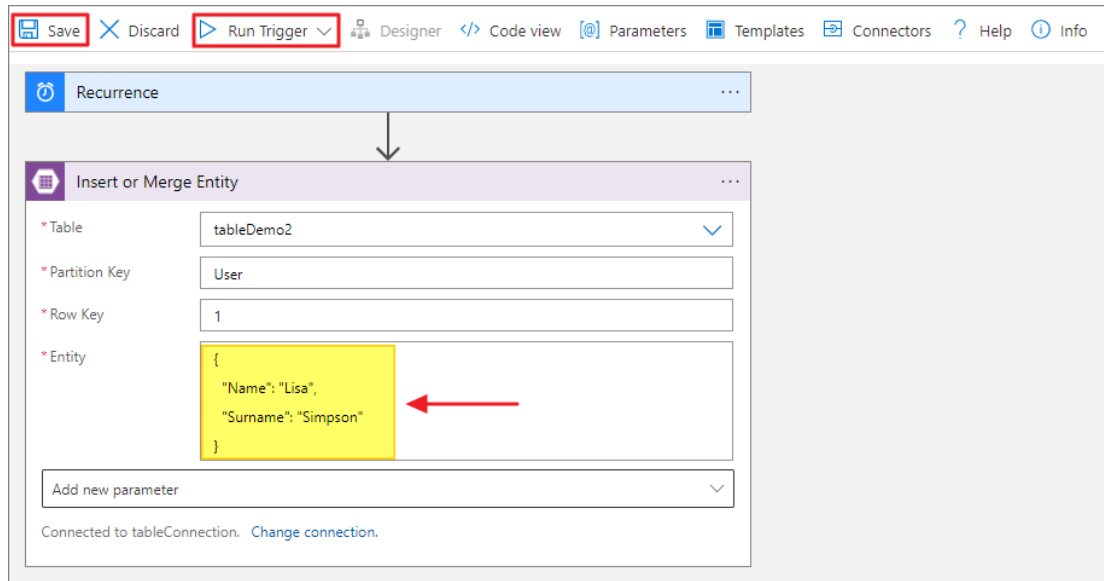 Save Discard Run Trigger Designer </> Code view [@] Parameters Templates Connectors ? Help Info
Recurrence ...
Insert or Merge Entity ...
* Table tableDemo2
* Partition Key User
* Row Key 1
* Entity {
"Name": "Lisa",
"Surname": "Simpson"
}
Add new parameter
Connected to tableConnection. Change connection.